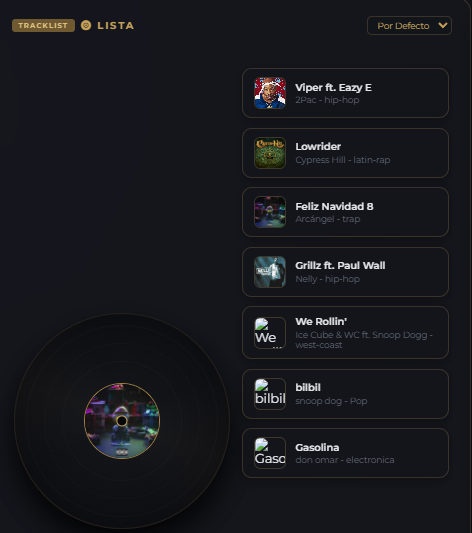 TRACKLIST LISTA
Por Defecto
Viper ft. Eazy E
2Pac - hip-hop
Lowrider
Cypress Hill - latin-rap
Feliz Navidad 8
Arcángel - trap
Grillz ft. Paul Wall
Nelly - hip-hop
We
We Rollin'
Ice Cube & WC ft. Snoop Dogg -
west-coast
bilbil
bilbil
snoop dog - Pop
Gaso
Gasolina
don omar - electronica